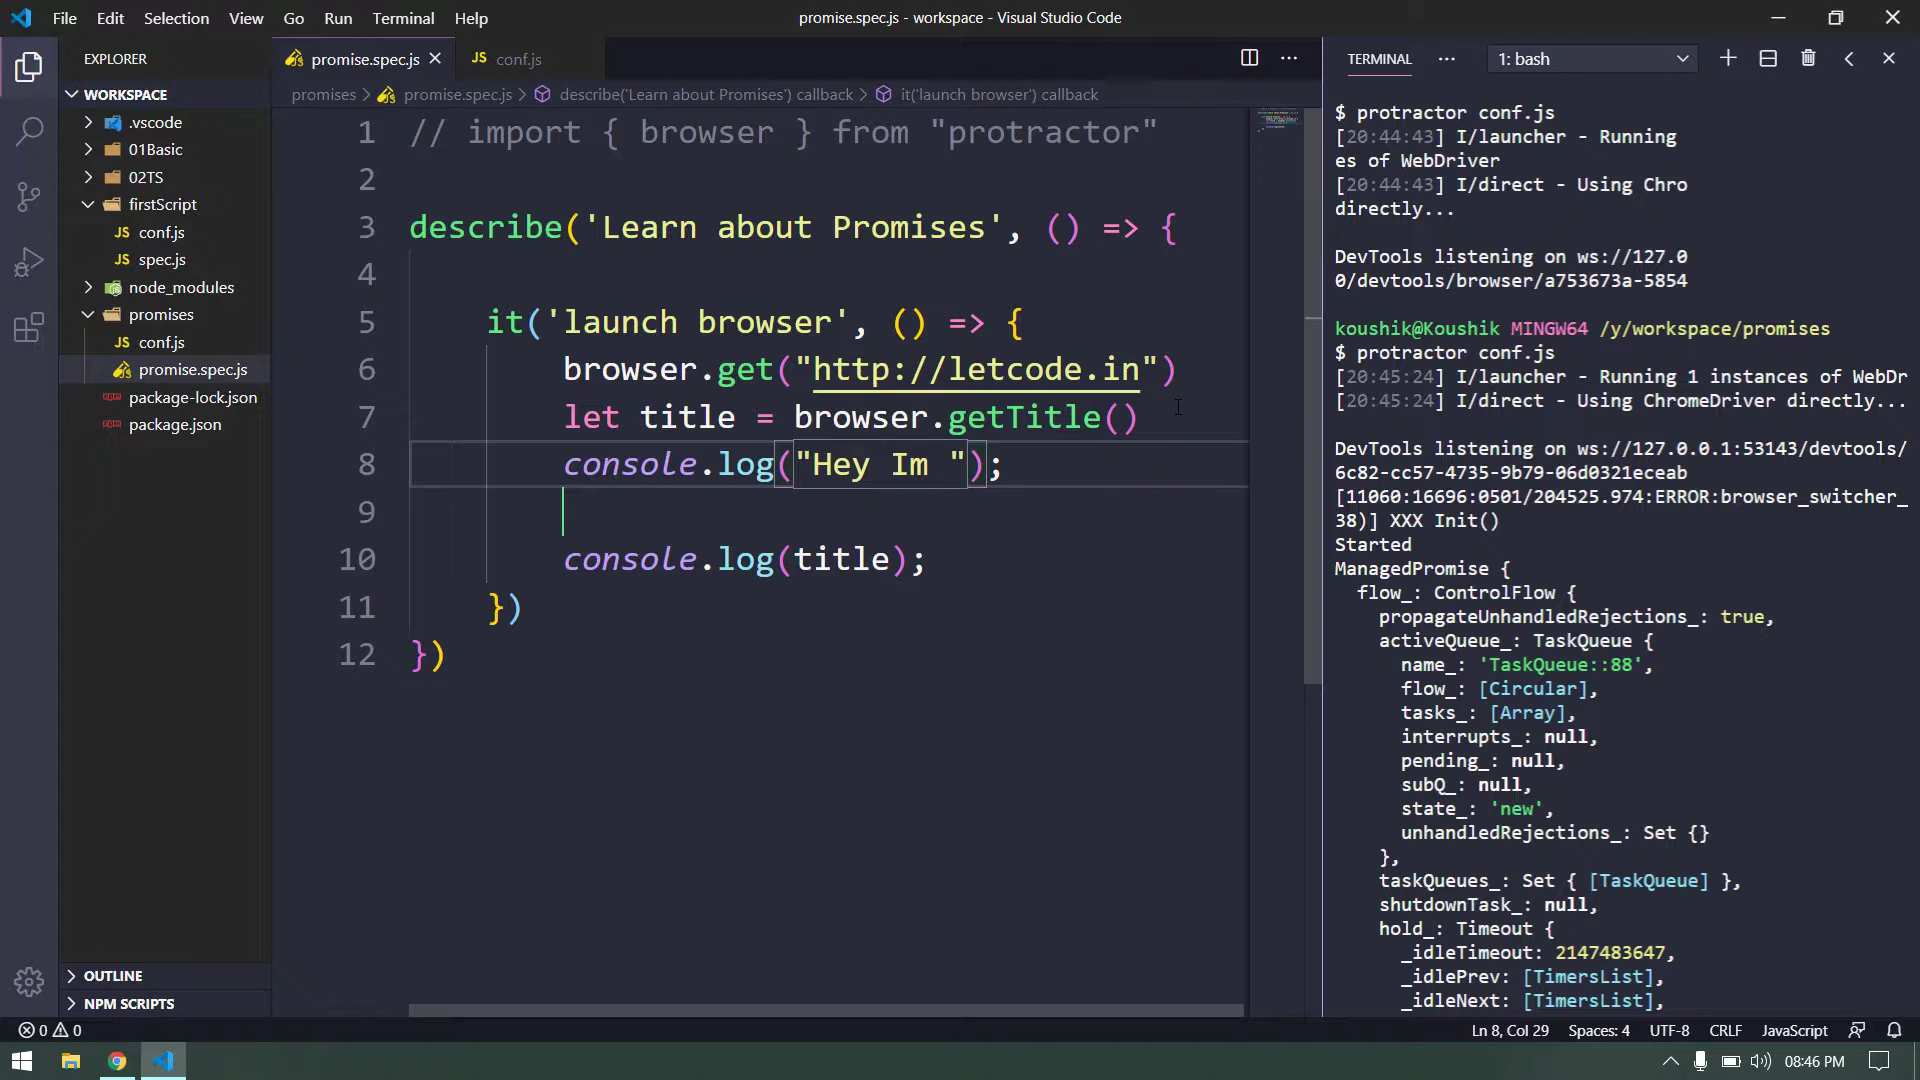 File Edit Selection View Go Run Terminal Help
promise.spec.js - workspace - Visual Studio Code
EXPLORER
WORKSPACE
.vscode
01Basic
02TS
firstScript
JS conf.js
JS spec.js
node_modules
promises
JS conf.js
promise.spec.js
package-lock.json
package.json
OUTLINE
NPM SCRIPTS
promise.spec.js
JS conf.js
promises > promise.spec.js > describe('Learn about Promises') callback > it('launch browser') callback
1 // import { browser } from "protractor"
2
3 describe('Learn about Promises', () => {
4
5 it('launch browser', () => {
6 browser.get("http://letcode.in")
7 let title = browser.getTitle()
8 console.log("Hey Im ");
9
10 console.log(title);
11 })
12 })
TERMINAL
1: bash
$ protractor conf.js
[20:44:43] I/launcher - Running
es of WebDriver
[20:44:43] I/direct - Using Chro
directly...
DevTools listening on ws://127.0
0/devtools/browser/a753673a-5854
koushik@Koushik MINGW64 /y/workspace/promises
$ protractor conf.js
[20:45:24] I/launcher - Running 1 instances of WebDr
[20:45:24] I/direct - Using ChromeDriver directly...
DevTools listening on ws://127.0.0.1:53143/devtools/
6c82-cc57-4735-9b79-06d0321eceab
[11060:16696:0501/204525.974:ERROR:browser_switcher_
38)] XXX Init()
Started
ManagedPromise {
flow_: ControlFlow {
propagateUnhandledRejections_: true,
activeQueue_: TaskQueue {
name_: 'TaskQueue::88',
flow_: [Circular],
tasks_: [Array],
interrupts_: null,
pending_: null,
subQ_: null,
state_: 'new',
unhandledRejections_: Set {}
},
taskQueues_: Set { [TaskQueue] },
shutdownTask_: null,
hold_: Timeout {
_idleTimeout: 2147483647,
_idlePrev: [TimersList],
_idleNext: [TimersList],
0 0
Ln 8, Col 29 Spaces: 4 UTF-8 CRLF JavaScript
08:46 PM